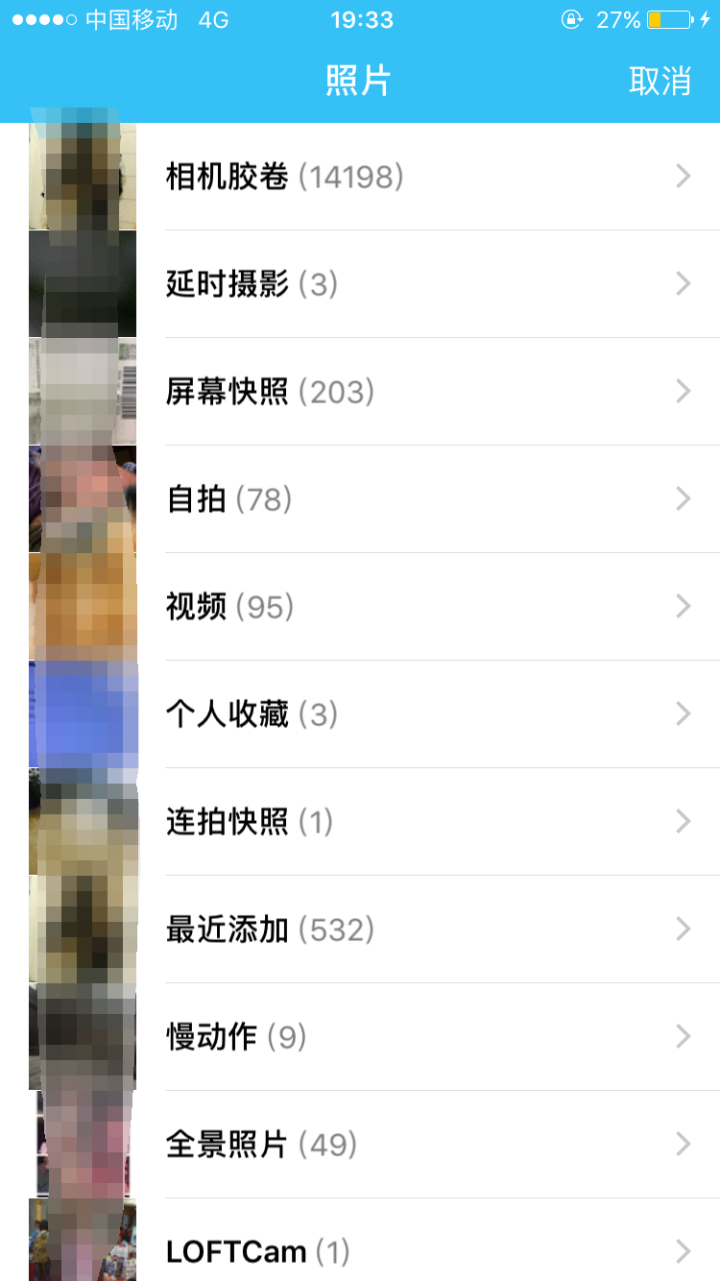 中国移动 4G 19:33 27%
照片 取消
相机胶卷 (14198)
延时摄影 (3)
屏幕快照 (203)
自拍 (78)
视频 (95)
个人收藏 (3)
连拍快照 (1)
最近添加 (532)
慢动作 (9)
全景照片 (49)
LOFTCam (1)